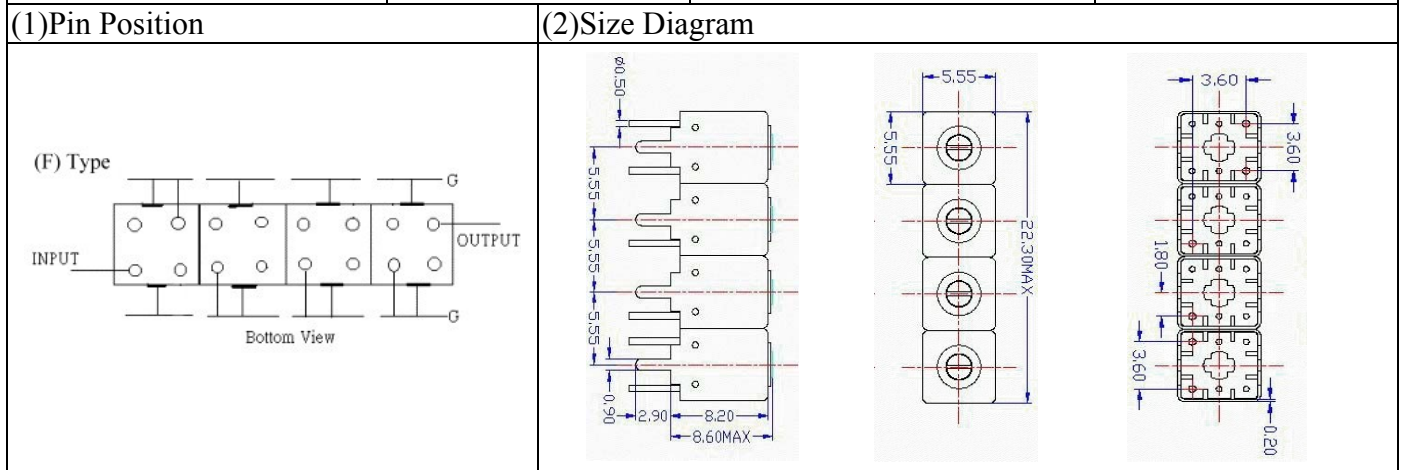 (1)Pin Position
(2)Size Diagram
(F) Type
G
INPUT
OUTPUT
G
Bottom View
ø0.50
5.55
5.55
5.55
0.90
2.90
8.20
8.60MAX
5.55
5.55
22.30MAX
3.60
3.60
1.80
3.60
0.20